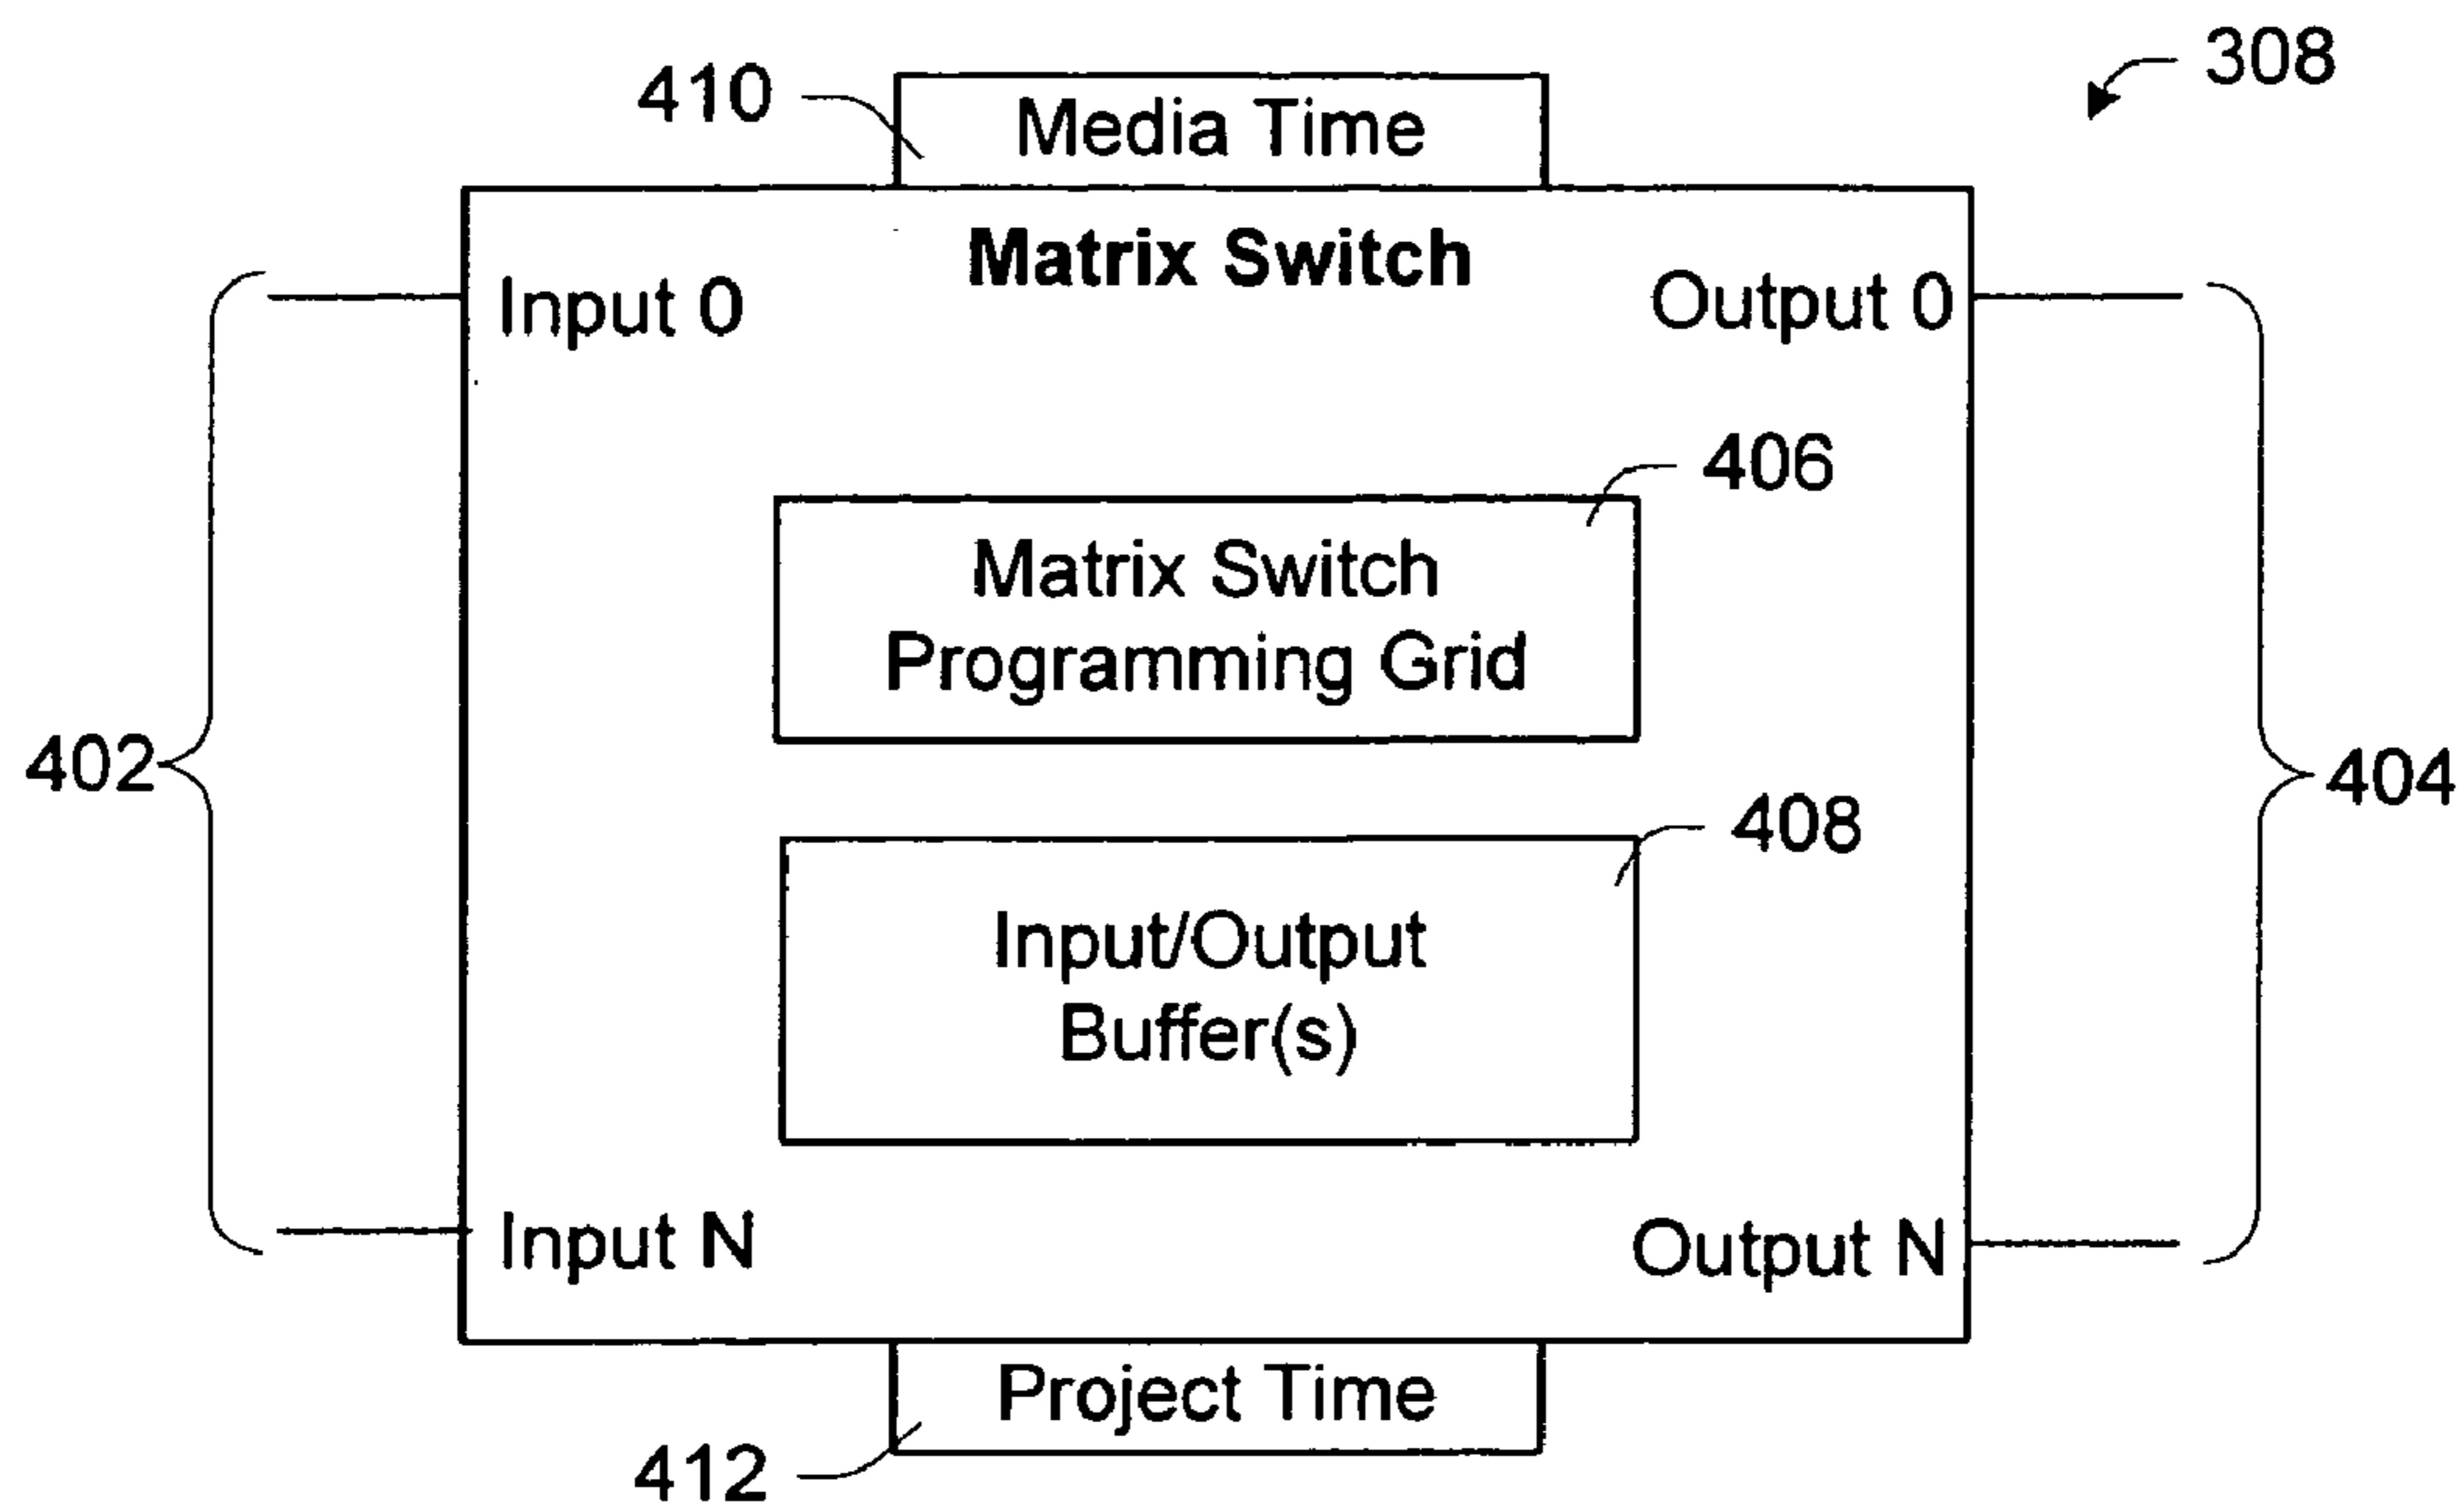 308
410
Media Time
Matrix Switch
Input 0
Output 0
406
Matrix Switch
Programming Grid
402
404
408
Input/Output
Buffer(s)
Input N
Output N
Project Time
412